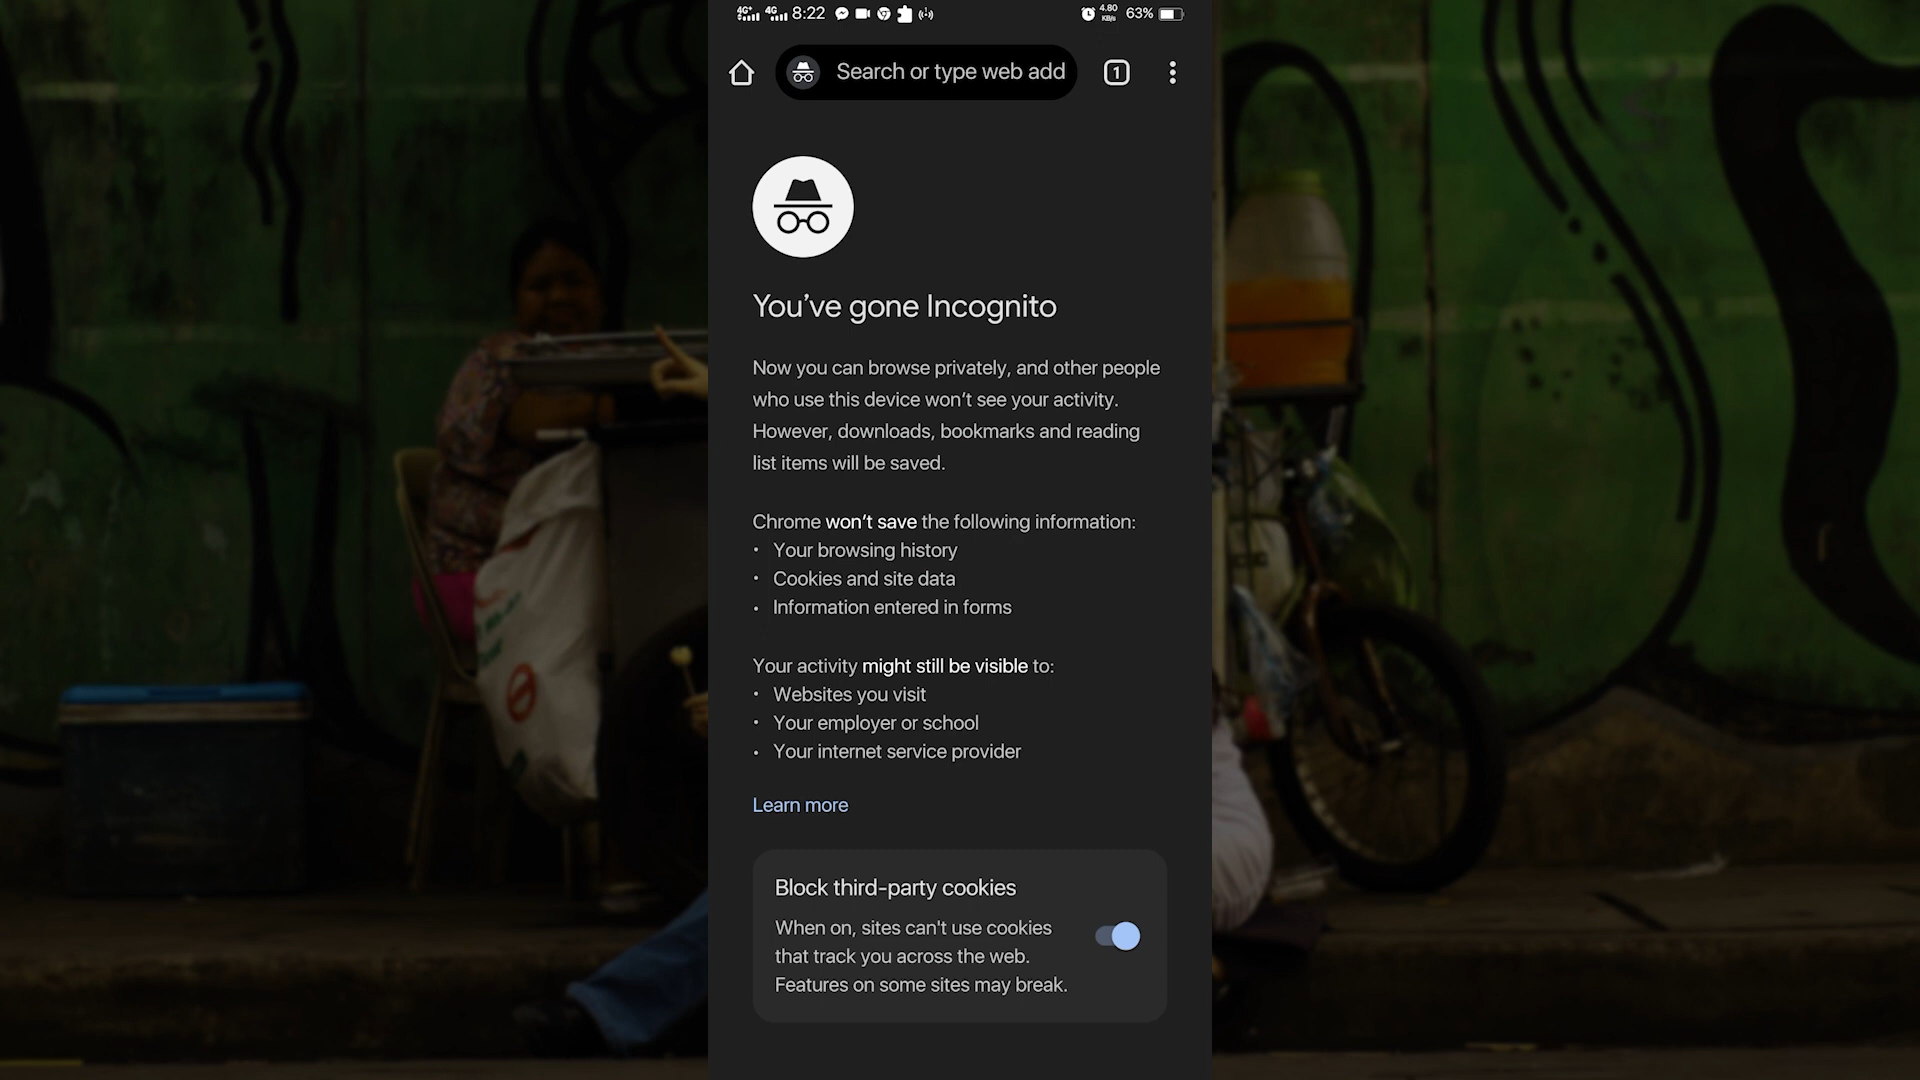 4G+ 4G 8:22 4.80 KB/s 63%
Search or type web add 1
You've gone Incognito
Now you can browse privately, and other people
who use this device won't see your activity.
However, downloads, bookmarks and reading
list items will be saved.
Chrome won't save the following information:
• Your browsing history
• Cookies and site data
• Information entered in forms
Your activity might still be visible to:
• Websites you visit
• Your employer or school
• Your internet service provider
Learn more
Block third-party cookies
When on, sites can't use cookies
that track you across the web.
Features on some sites may break.